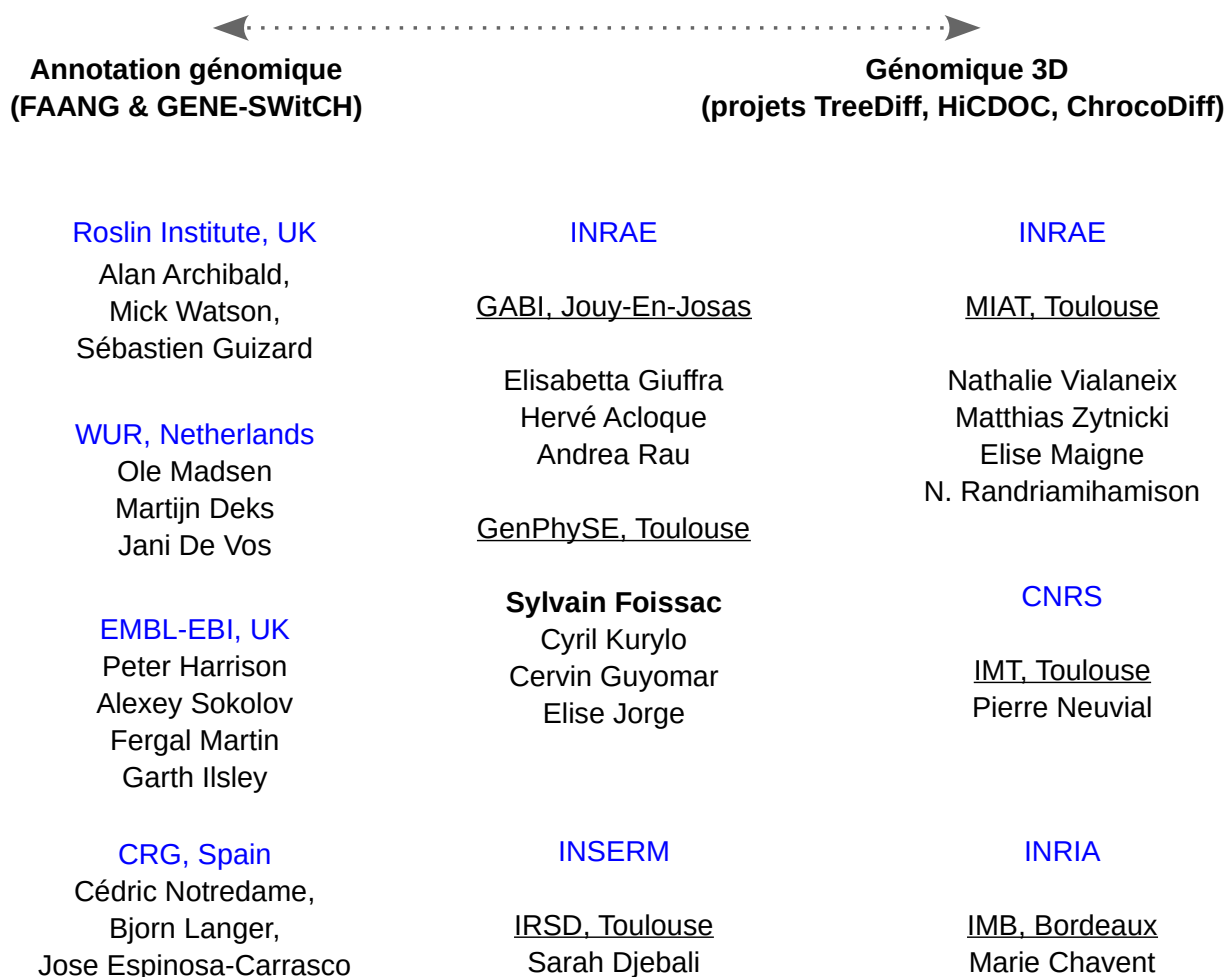 Annotation génomique
(FAANG & GENE-SWitCH)
Génomique 3D
(projets TreeDiff, HiCDOC, ChrocoDiff)
Roslin Institute, UK
Alan Archibald,
Mick Watson,
Sébastien Guizard
WUR, Netherlands
Ole Madsen
Martijn Deks
Jani De Vos
EMBL-EBI, UK
Peter Harrison
Alexey Sokolov
Fergal Martin
Garth Ilsley
CRG, Spain
Cédric Notredame,
Bjorn Langer,
Jose Espinosa-Carrasco
INRAE
GABI, Jouy-En-Josas
Elisabetta Giuffra
Hervé Acloque
Andrea Rau
GenPhySE, Toulouse
Sylvain Foissac
Cyril Kurylo
Cervin Guyomar
Elise Jorge
INSERM
IRSD, Toulouse
Sarah Djebali
INRAE
MIAT, Toulouse
Nathalie Vialaneix
Matthias Zytnicki
Elise Maigne
N. Randriamihamison
CNRS
IMT, Toulouse
Pierre Neuvial
INRIA
IMB, Bordeaux
Marie Chavent